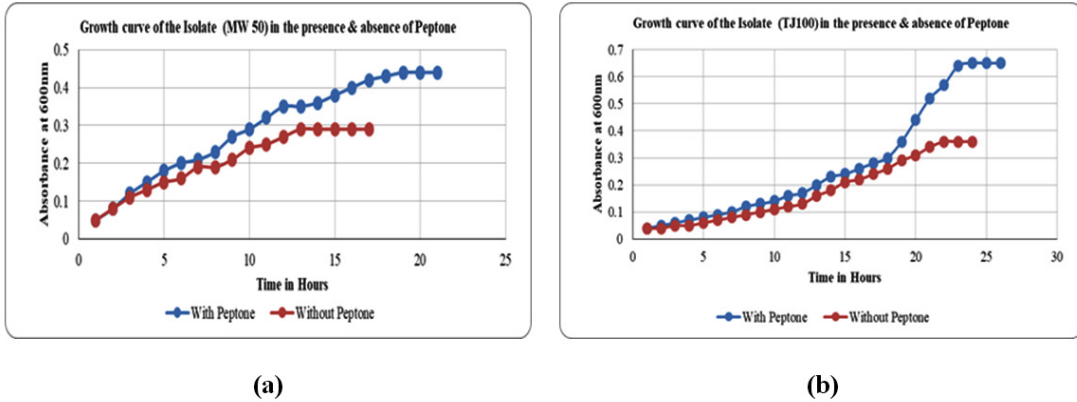 Growth curve of the Isolate (MW 50) in the presence & absence of Peptone
0.5
0.4
0.3
0.2
0.1
0
Absorbance at 600nm
0 5 10 15 20 25
Time in Hours
With Peptone Without Peptone
(a)
Growth curve of the Isolate (TJ100) in the presence & absence of Peptone
0.7
0.6
0.5
0.4
0.3
0.2
0.1
0
Absorbance at 600nm
0 5 10 15 20 25 30
Time in Hours
With Peptone Without Peptone
(b)